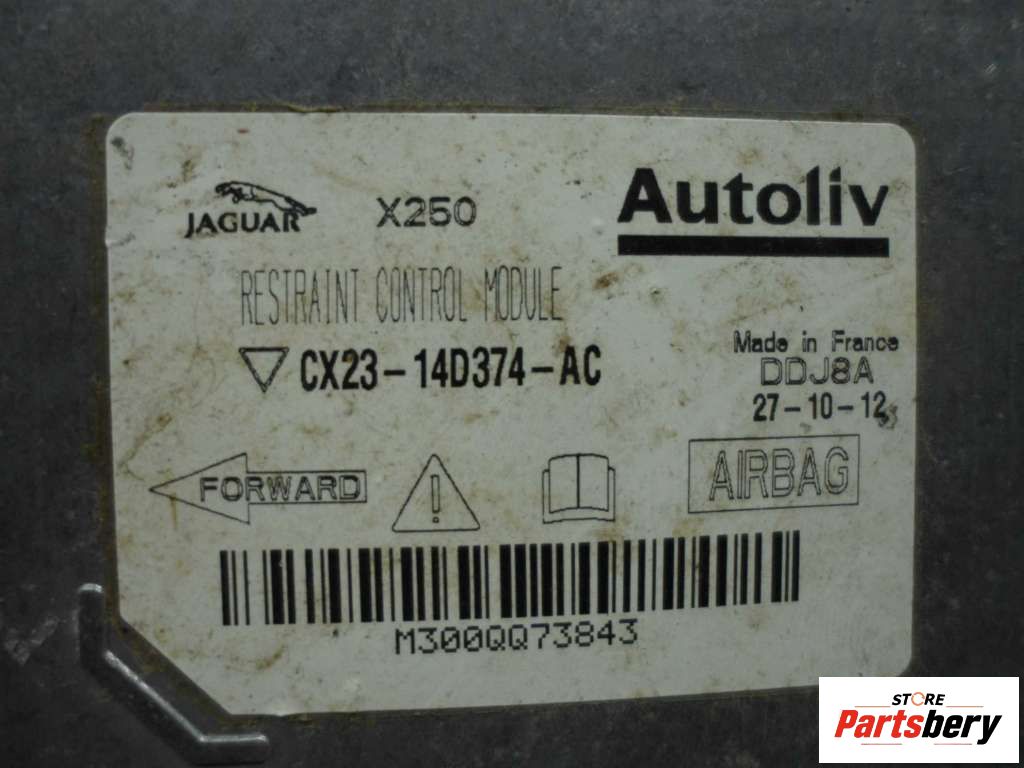 JAGUAR X250 Autoliv
RESTRAINT CONTROL MODULE
CX23-14D374-AC
Made in France
DDJ8A
27-10-12
FORWARD
AIRBAG
M300QQ73843
STORE
Partsbery